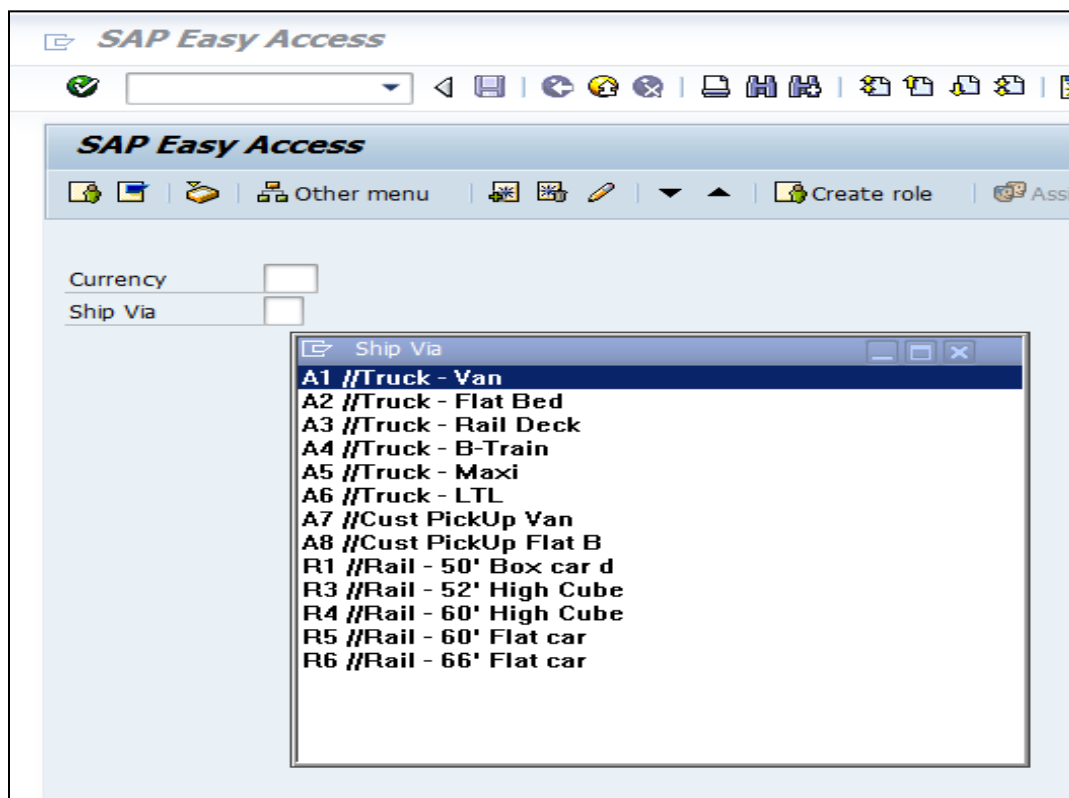 SAP Easy Access
SAP Easy Access
Other menu Create role Assi
Currency
Ship Via
Ship Via
A1 //Truck - Van
A2 //Truck - Flat Bed
A3 //Truck - Rail Deck
A4 //Truck - B-Train
A5 //Truck - Maxi
A6 //Truck - LTL
A7 //Cust PickUp Van
A8 //Cust PickUp Flat B
R1 //Rail - 50' Box car d
R3 //Rail - 52' High Cube
R4 //Rail - 60' High Cube
R5 //Rail - 60' Flat car
R6 //Rail - 66' Flat car